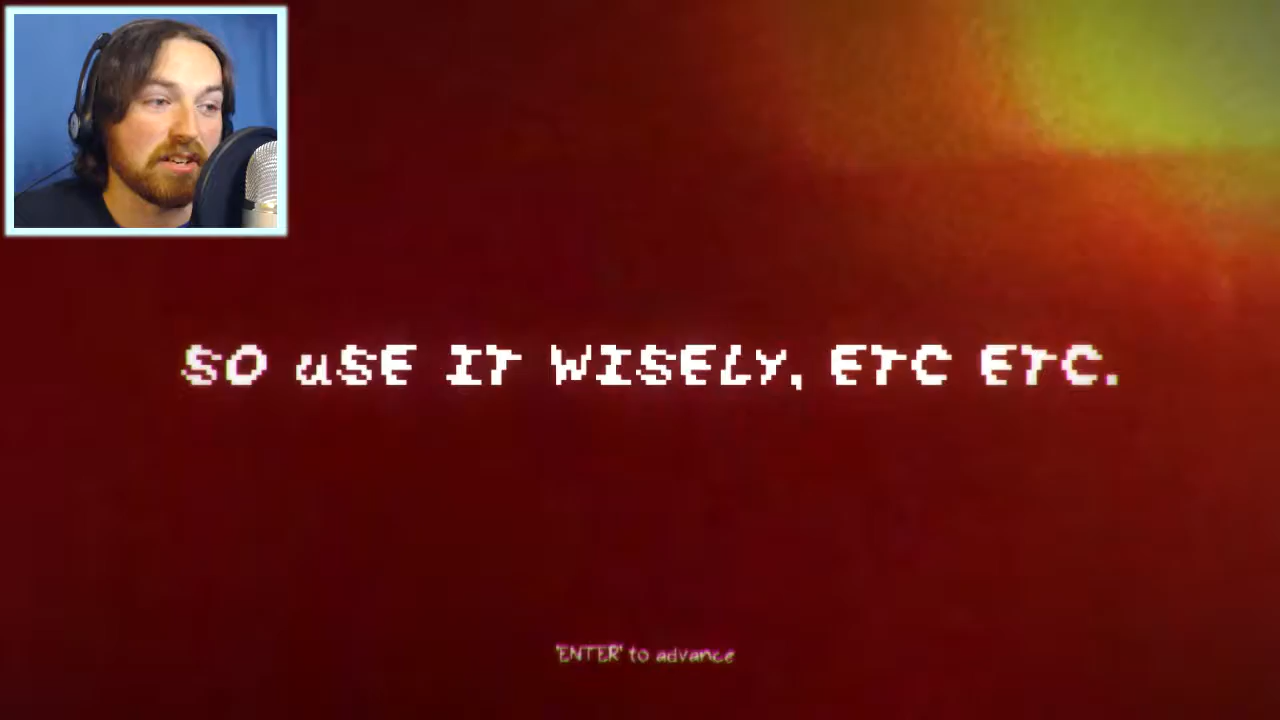 SO uSE IT WISELY, ETC ETC.
'ENTER' to advance